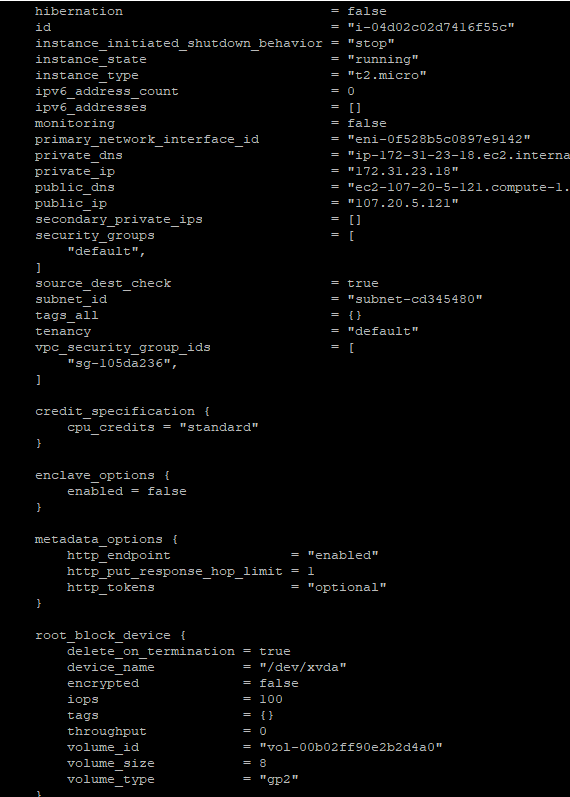 hibernation = false
id = "i-04d02c02d7416f55c"
instance_initiated_shutdown_behavior = "stop"
instance_state = "running"
instance_type = "t2.micro"
ipv6_address_count = 0
ipv6_addresses = []
monitoring = false
primary_network_interface_id = "eni-0f528b5c0897e9142"
private_dns = "ip-172-31-23-18.ec2.interna
private_ip = "172.31.23.18"
public_dns = "ec2-107-20-5-121.compute-1.
public_ip = "107.20.5.121"
secondary_private_ips = []
security_groups = [
"default",
]
source_dest_check = true
subnet_id = "subnet-cd345480"
tags_all = {}
tenancy = "default"
vpc_security_group_ids = [
"sg-105da236",
]
credit_specification {
cpu_credits = "standard"
}
enclave_options {
enabled = false
}
metadata_options {
http_endpoint = "enabled"
http_put_response_hop_limit = 1
http_tokens = "optional"
}
root_block_device {
delete_on_termination = true
device_name = "/dev/xvda"
encrypted = false
iops = 100
tags = {}
throughput = 0
volume_id = "vol-00b02ff90e2b2d4a0"
volume_size = 8
volume_type = "gp2"
}